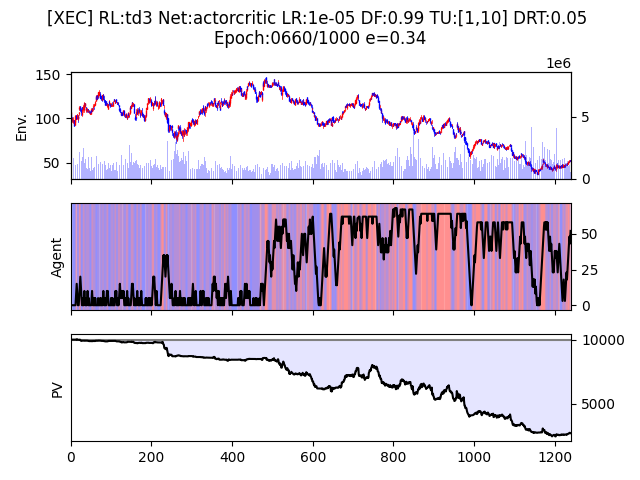 [XEC] RL:td3 Net:actorcritic LR:1e-05 DF:0.99 TU:[1,10] DRT:0.05
Epoch:0660/1000 e=0.34
1e6
150
100
50
Env.
5
0
Agent
50
25
0
PV
10000
5000
0 200 400 600 800 1000 1200